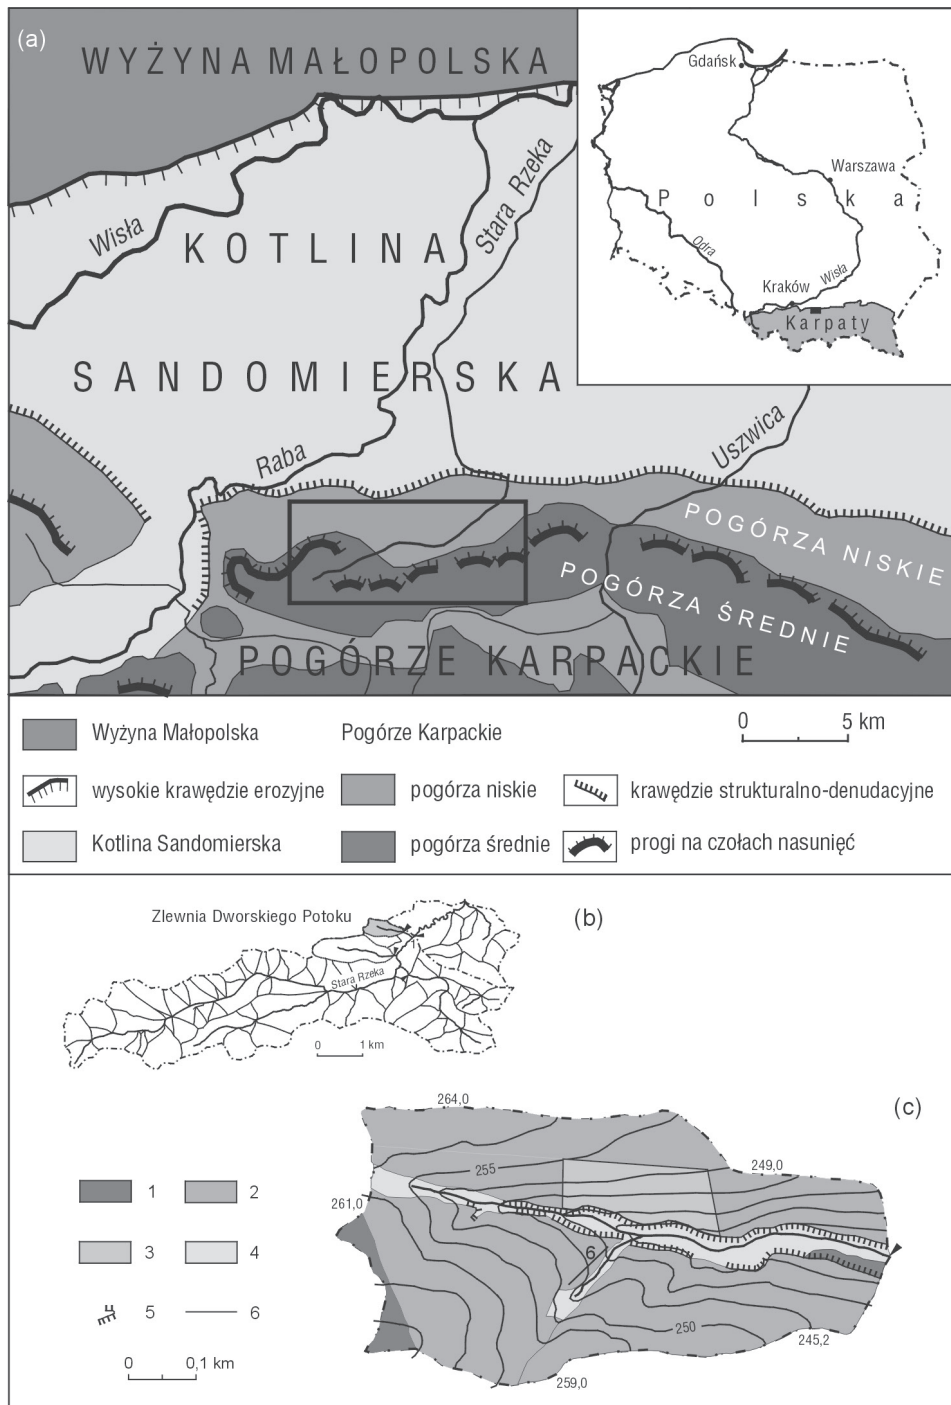 (a)
WYŻYNA MAŁOPOLSKA
Wisła
KOTLINA
Stara Rzeka
SANDOMIERSKA
Raba
Uszwica
POGÓRZA NISKIE
POGÓRZA ŚREDNIE
POGÓRZE KARPACKIE
Gdańsk
Warszawa
Polska
Odra
Kraków
Wisła
Karpaty
Wyżyna Małopolska
Pogórze Karpackie
0 5 km
wysokie krawędzie erozyjne
pogórza niskie
krawędzie strukturalno-denudacyjne
Kotlina Sandomierska
pogórza średnie
progi na czołach nasunięć
Zlewnia Dworskiego Potoku
(b)
Stara Rzeka
0 1 km
(c)
264,0
255
249,0
261,0
6
250
245,2
259,0
1 2
3 4
5 6
0 0,1 km